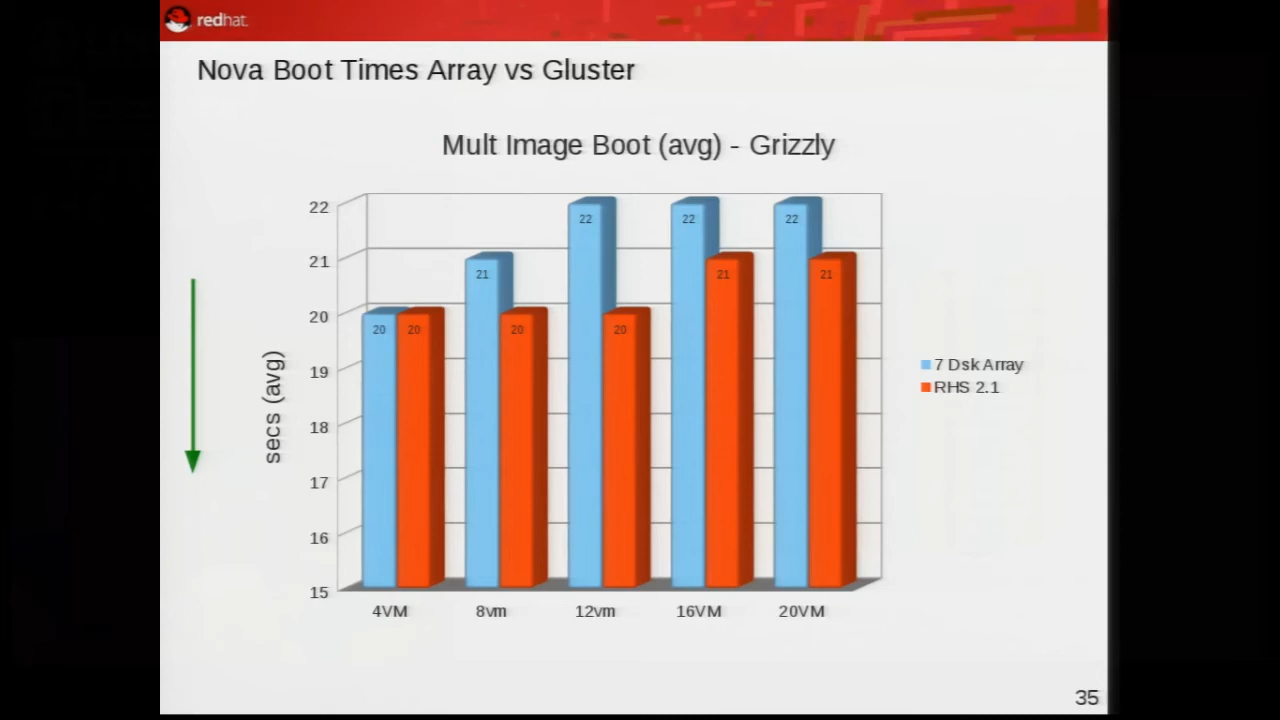 redhat.
Nova Boot Times Array vs Gluster
Mult Image Boot (avg) - Grizzly
22
21
20
19
18
17
16
15
secs (avg)
20 20 21 20 22 20 22 21 22 21
4VM 8vm 12vm 16VM 20VM
7 Dsk Array
RHS 2.1
35